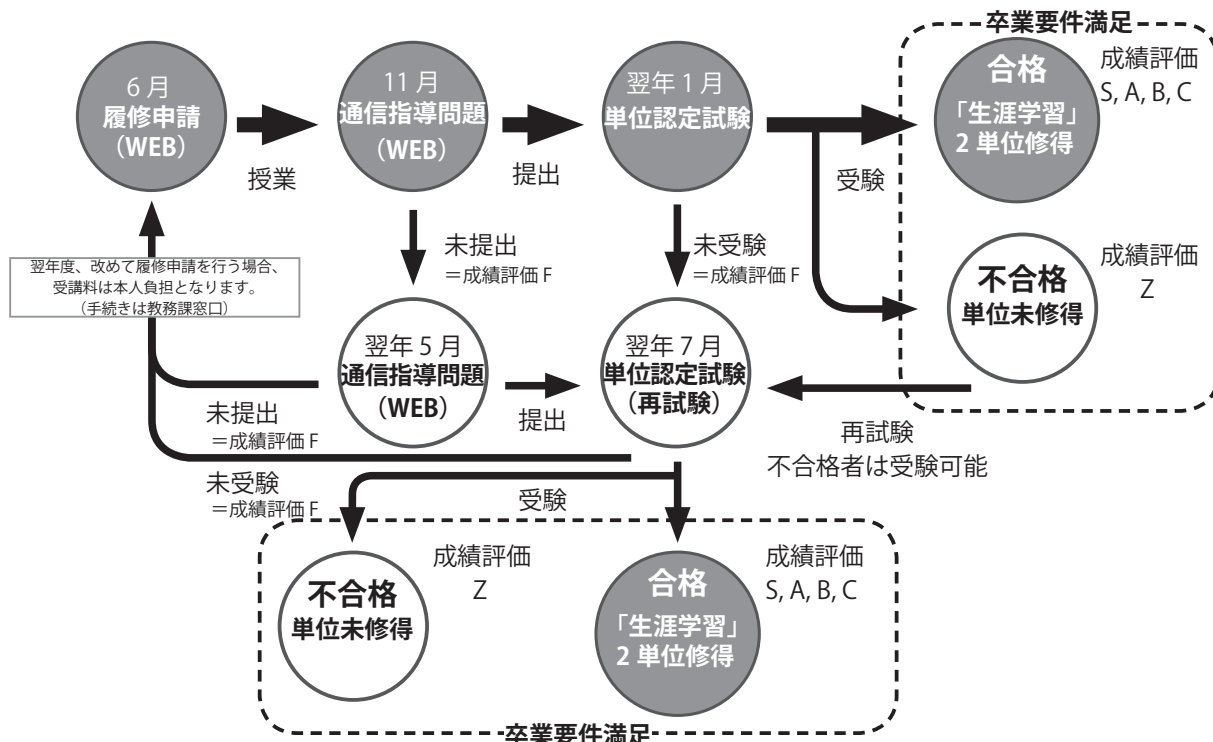 卒業要件満足
6 月
履修申請
（WEB）
授業
11 月
通信指導問題
（WEB）
提出
翌年 1 月
単位認定試験
受験
合格
「生涯学習」
2 単位修得
成績評価
S, A, B, C
未提出
＝成績評価 F
未受験
＝成績評価 F
不合格
単位未修得
成績評価
Z
翌年度、改めて履修申請を行う場合、
受講料は本人負担となります。
（手続きは教務課窓口）
翌年 5 月
通信指導問題
（WEB）
提出
翌年 7 月
単位認定試験
（再試験）
再試験
不合格者は受験可能
未提出
＝成績評価 F
未受験
＝成績評価 F
受験
不合格
単位未修得
成績評価
Z
合格
「生涯学習」
2 単位修得
成績評価
S, A, B, C
卒業要件満足